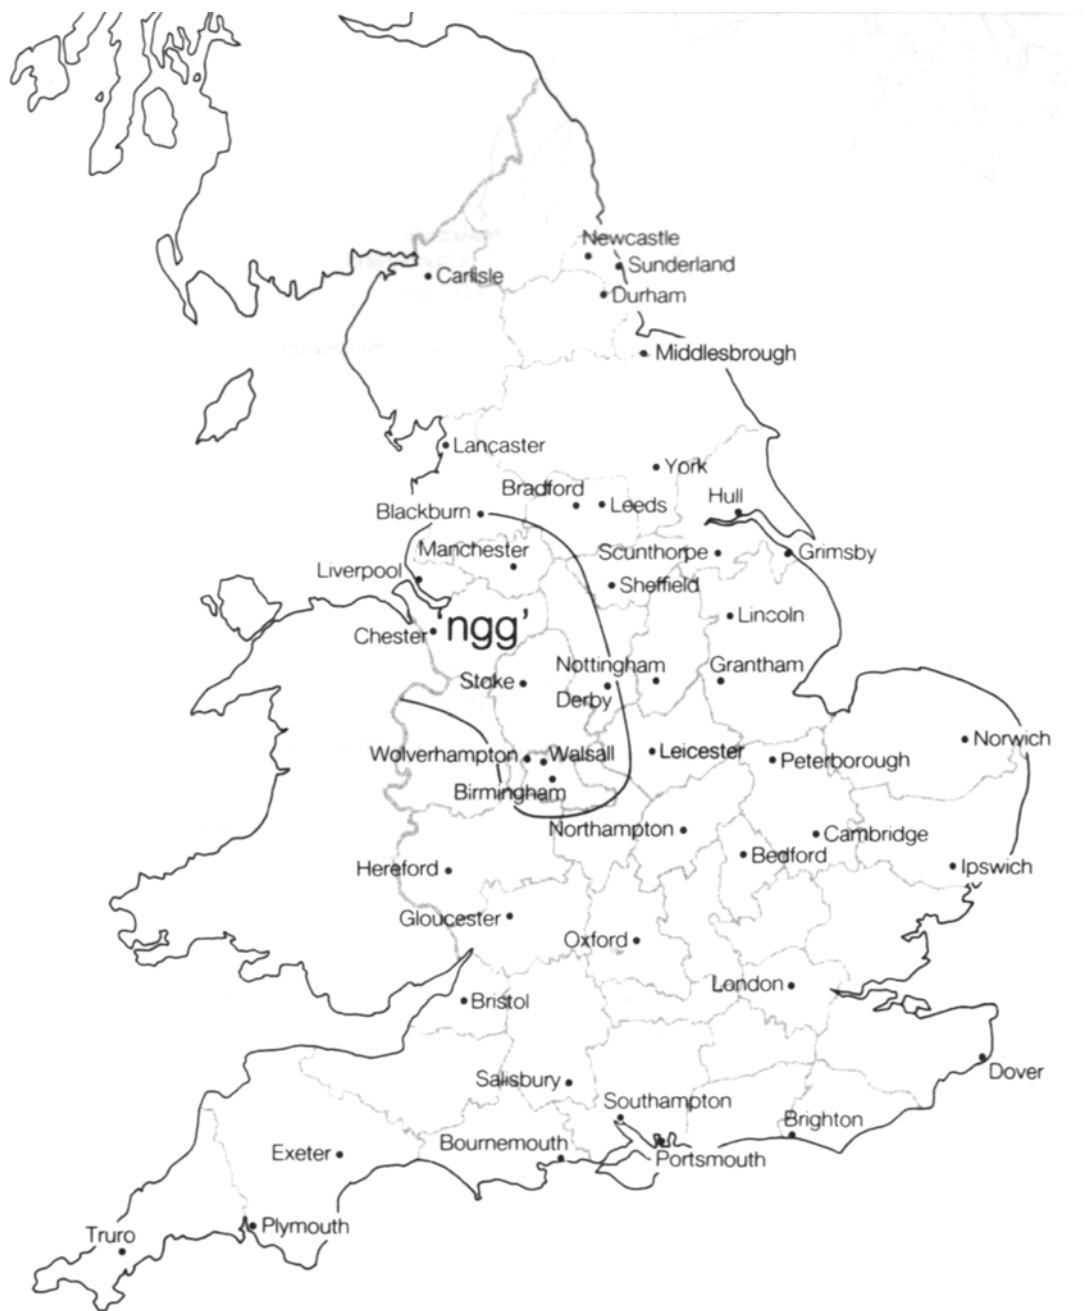 Newcastle
Sunderland
Carlisle
Durham
Middlesbrough
Lancaster
York
Bradford
Leeds
Hull
Blackburn
Manchester
Scunthorpe
Grimsby
Liverpool
Sheffield
Lincoln
'ngg'
Chester
Nottingham
Grantham
Stoke
Derby
Norwich
Wolverhampton
Walsall
Leicester
Peterborough
Birmingham
Northampton
Cambridge
Bedford
Ipswich
Hereford
Gloucester
Oxford
London
Bristol
Dover
Salisbury
Southampton
Brighton
Bournemouth
Exeter
Portsmouth
Plymouth
Truro